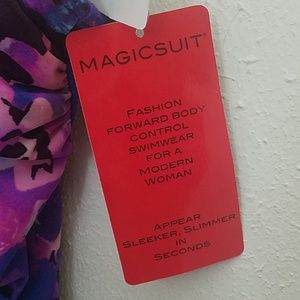 MAGICSUIT®
FASHION
FORWARD BODY
CONTROL
SWIMWEAR
FOR A
MODERN
WOMAN
APPEAR
SLEEKER, SLIMMER
IN
SECONDS